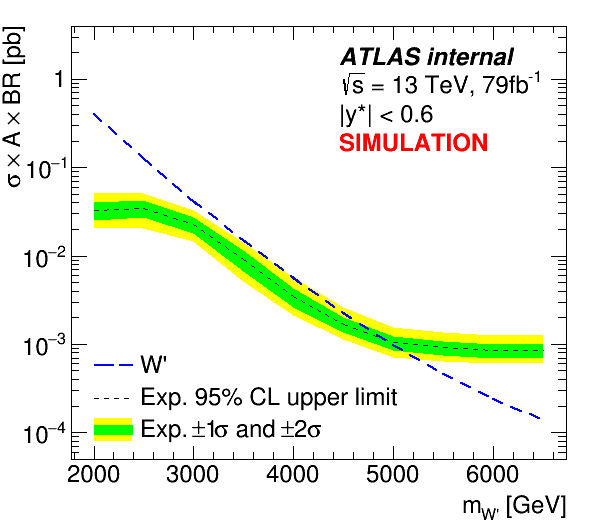 σ × A × BR [pb]
ATLAS internal
√s = 13 TeV, 79fb⁻¹
|y*| < 0.6
SIMULATION
1
10⁻¹
10⁻²
10⁻³
10⁻⁴
W'
Exp. 95% CL upper limit
Exp. ±1σ and ±2σ
2000 3000 4000 5000 6000
m_W' [GeV]